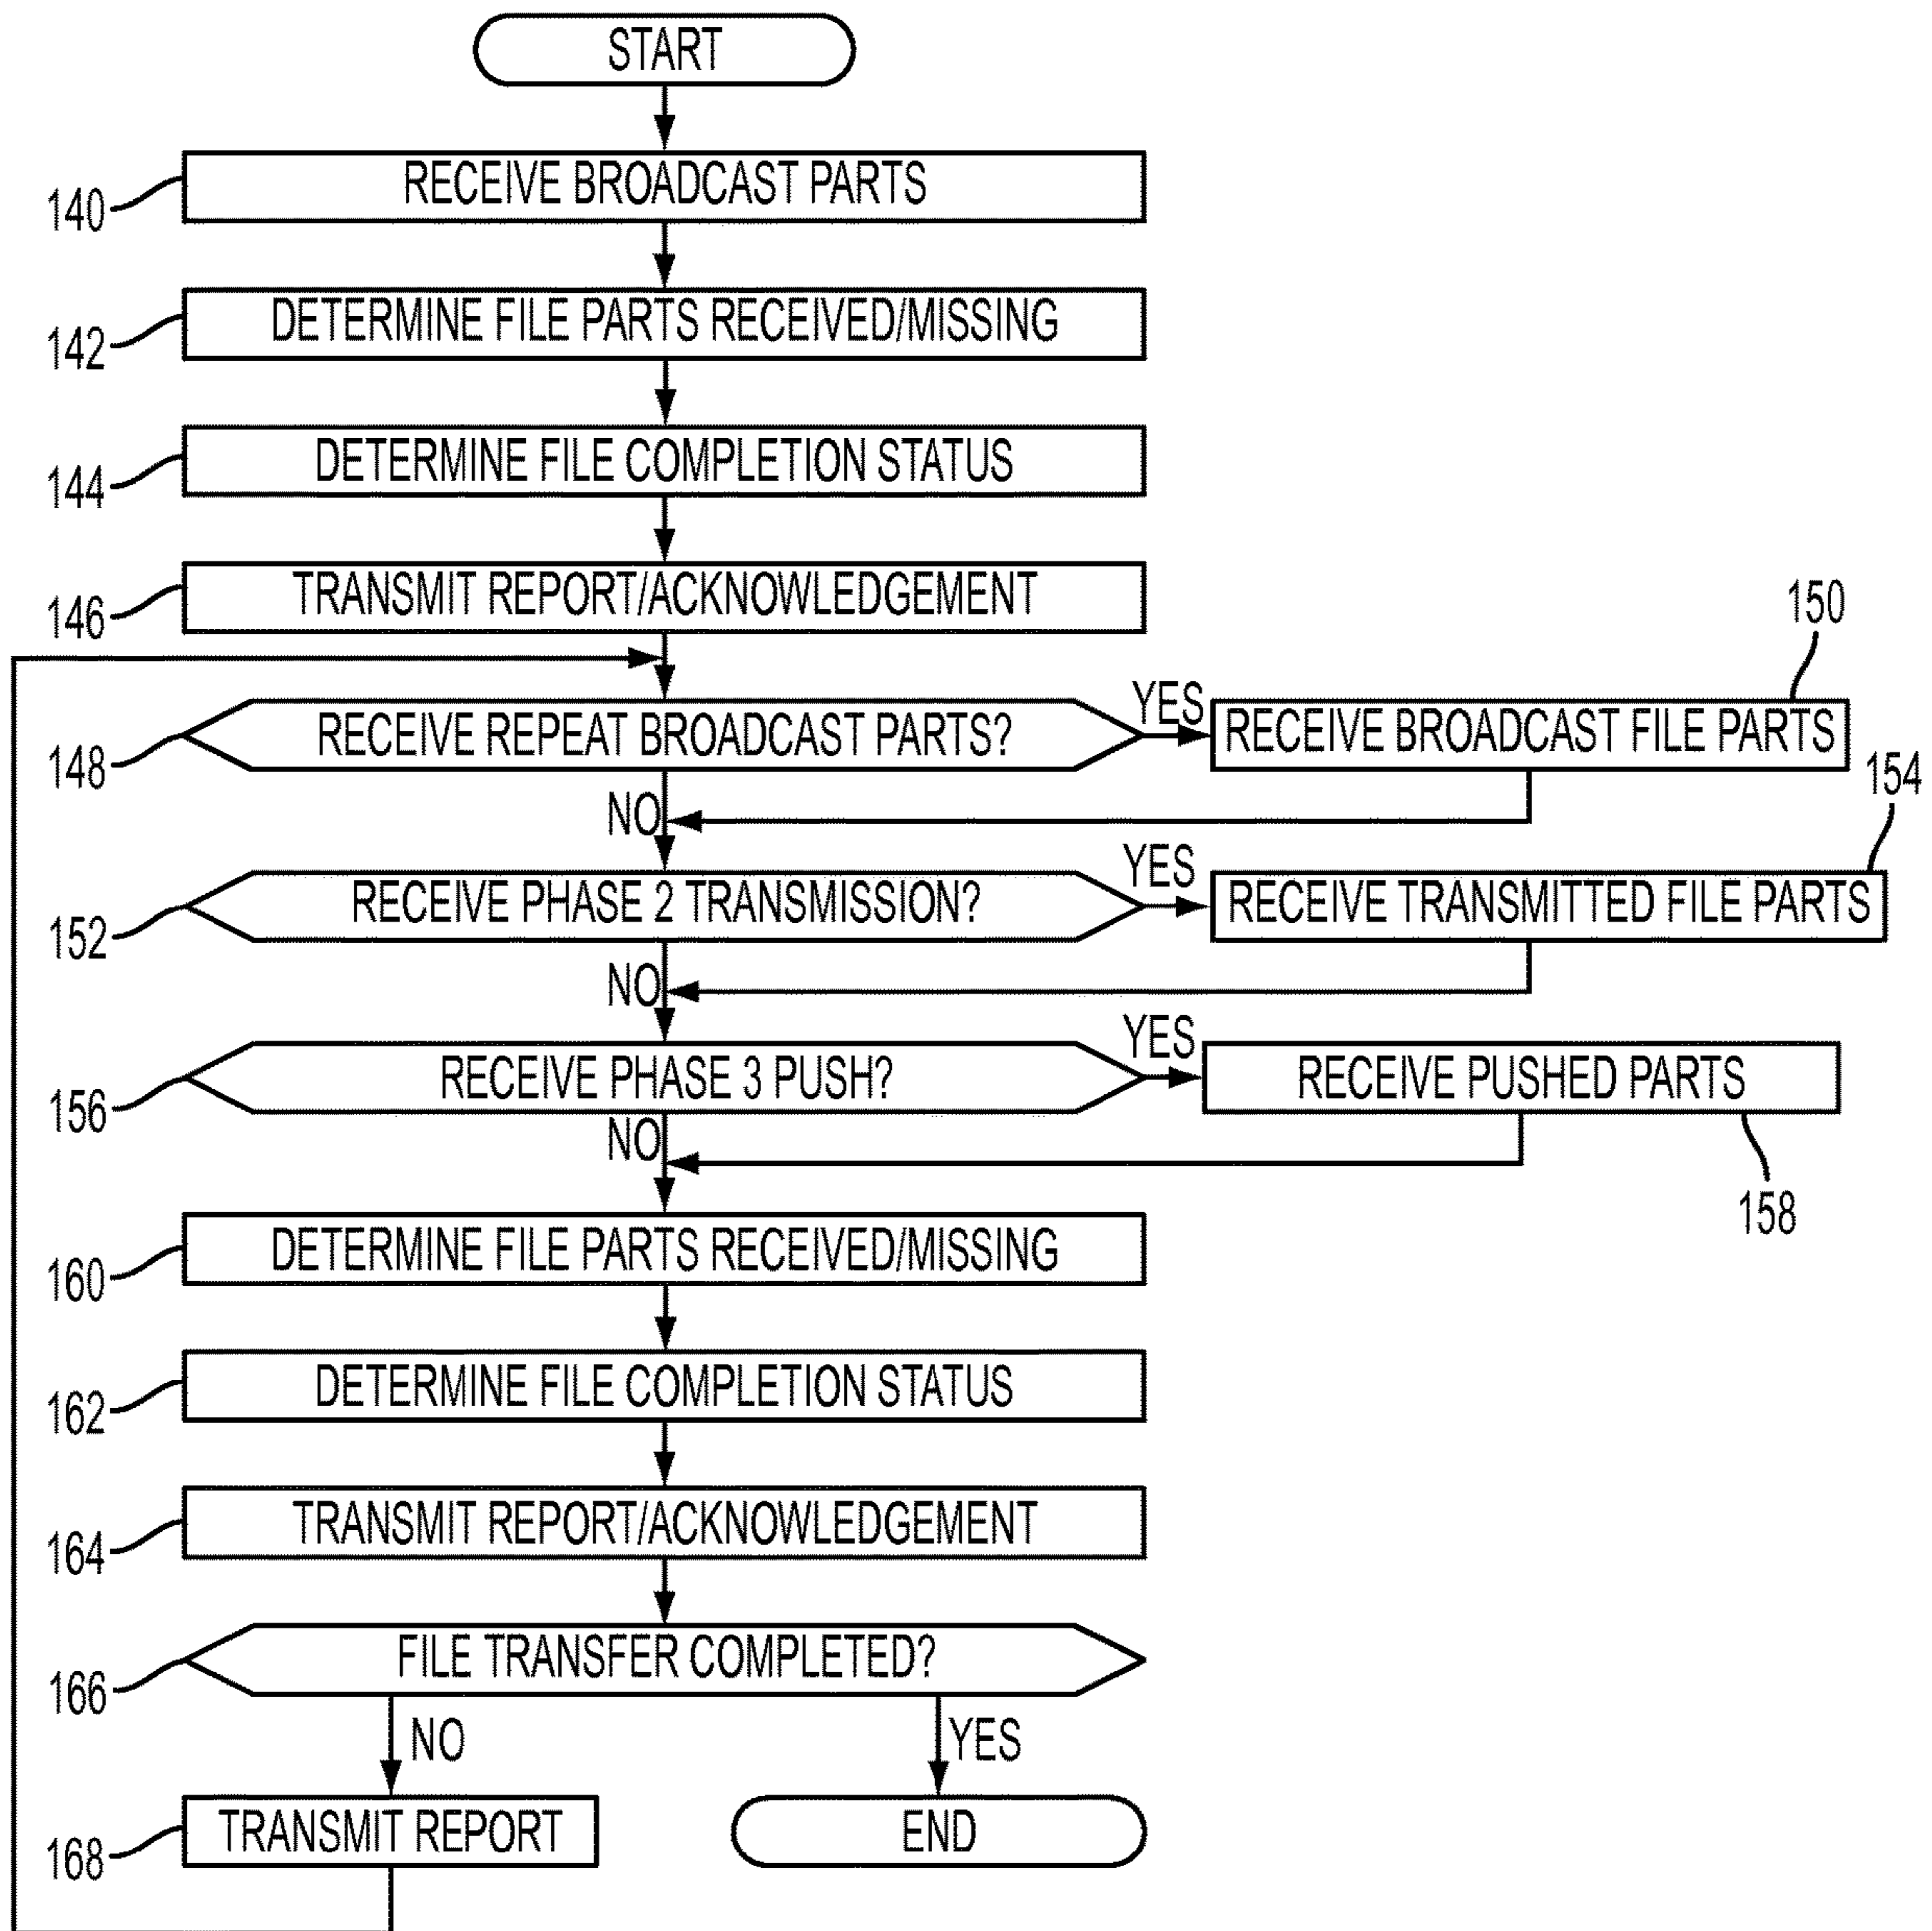 START
RECEIVE BROADCAST PARTS
140
DETERMINE FILE PARTS RECEIVED/MISSING
142
DETERMINE FILE COMPLETION STATUS
144
TRANSMIT REPORT/ACKNOWLEDGEMENT
146
150
RECEIVE REPEAT BROADCAST PARTS?
YES
RECEIVE BROADCAST FILE PARTS
148
NO
154
RECEIVE PHASE 2 TRANSMISSION?
YES
RECEIVE TRANSMITTED FILE PARTS
152
NO
RECEIVE PHASE 3 PUSH?
YES
RECEIVE PUSHED PARTS
156
NO
158
DETERMINE FILE PARTS RECEIVED/MISSING
160
DETERMINE FILE COMPLETION STATUS
162
TRANSMIT REPORT/ACKNOWLEDGEMENT
164
FILE TRANSFER COMPLETED?
166
NO
YES
TRANSMIT REPORT
END
168